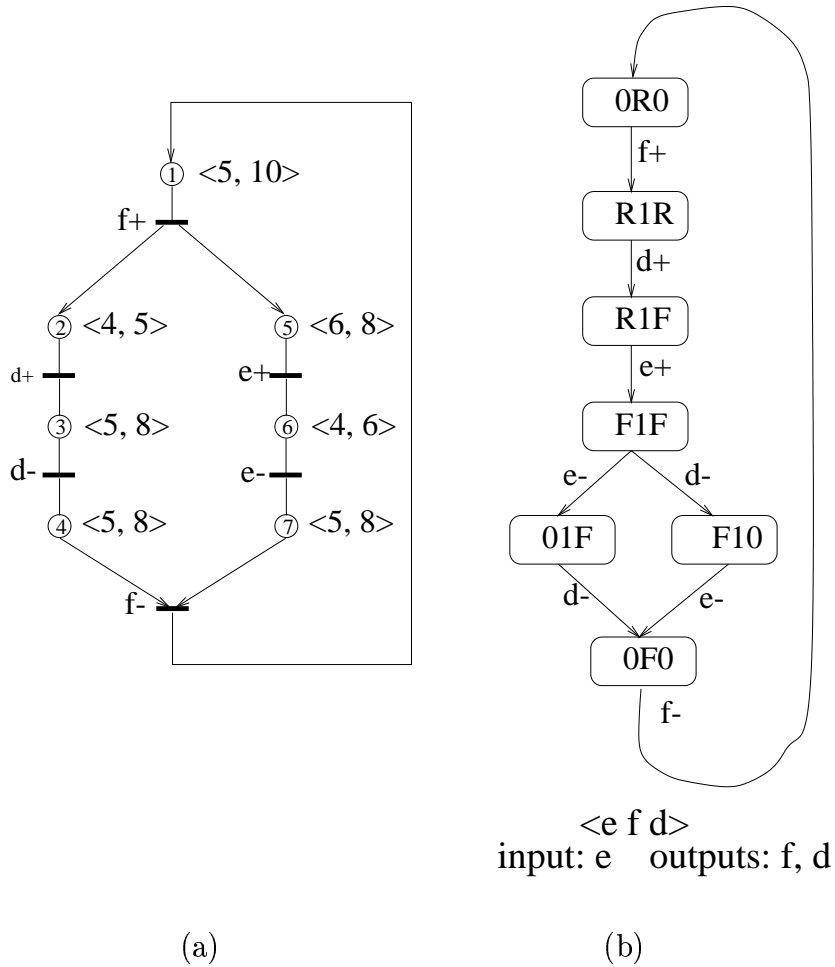 1 <5, 10>
f+
2 <4, 5>
5 <6, 8>
d+
e+
3 <5, 8>
6 <4, 6>
d-
e-
4 <5, 8>
7 <5, 8>
f-
(a)
0R0
f+
R1R
d+
R1F
e+
F1F
e-
d-
01F
F10
d-
e-
0F0
f-
<e f d>
input: e outputs: f, d
(b)